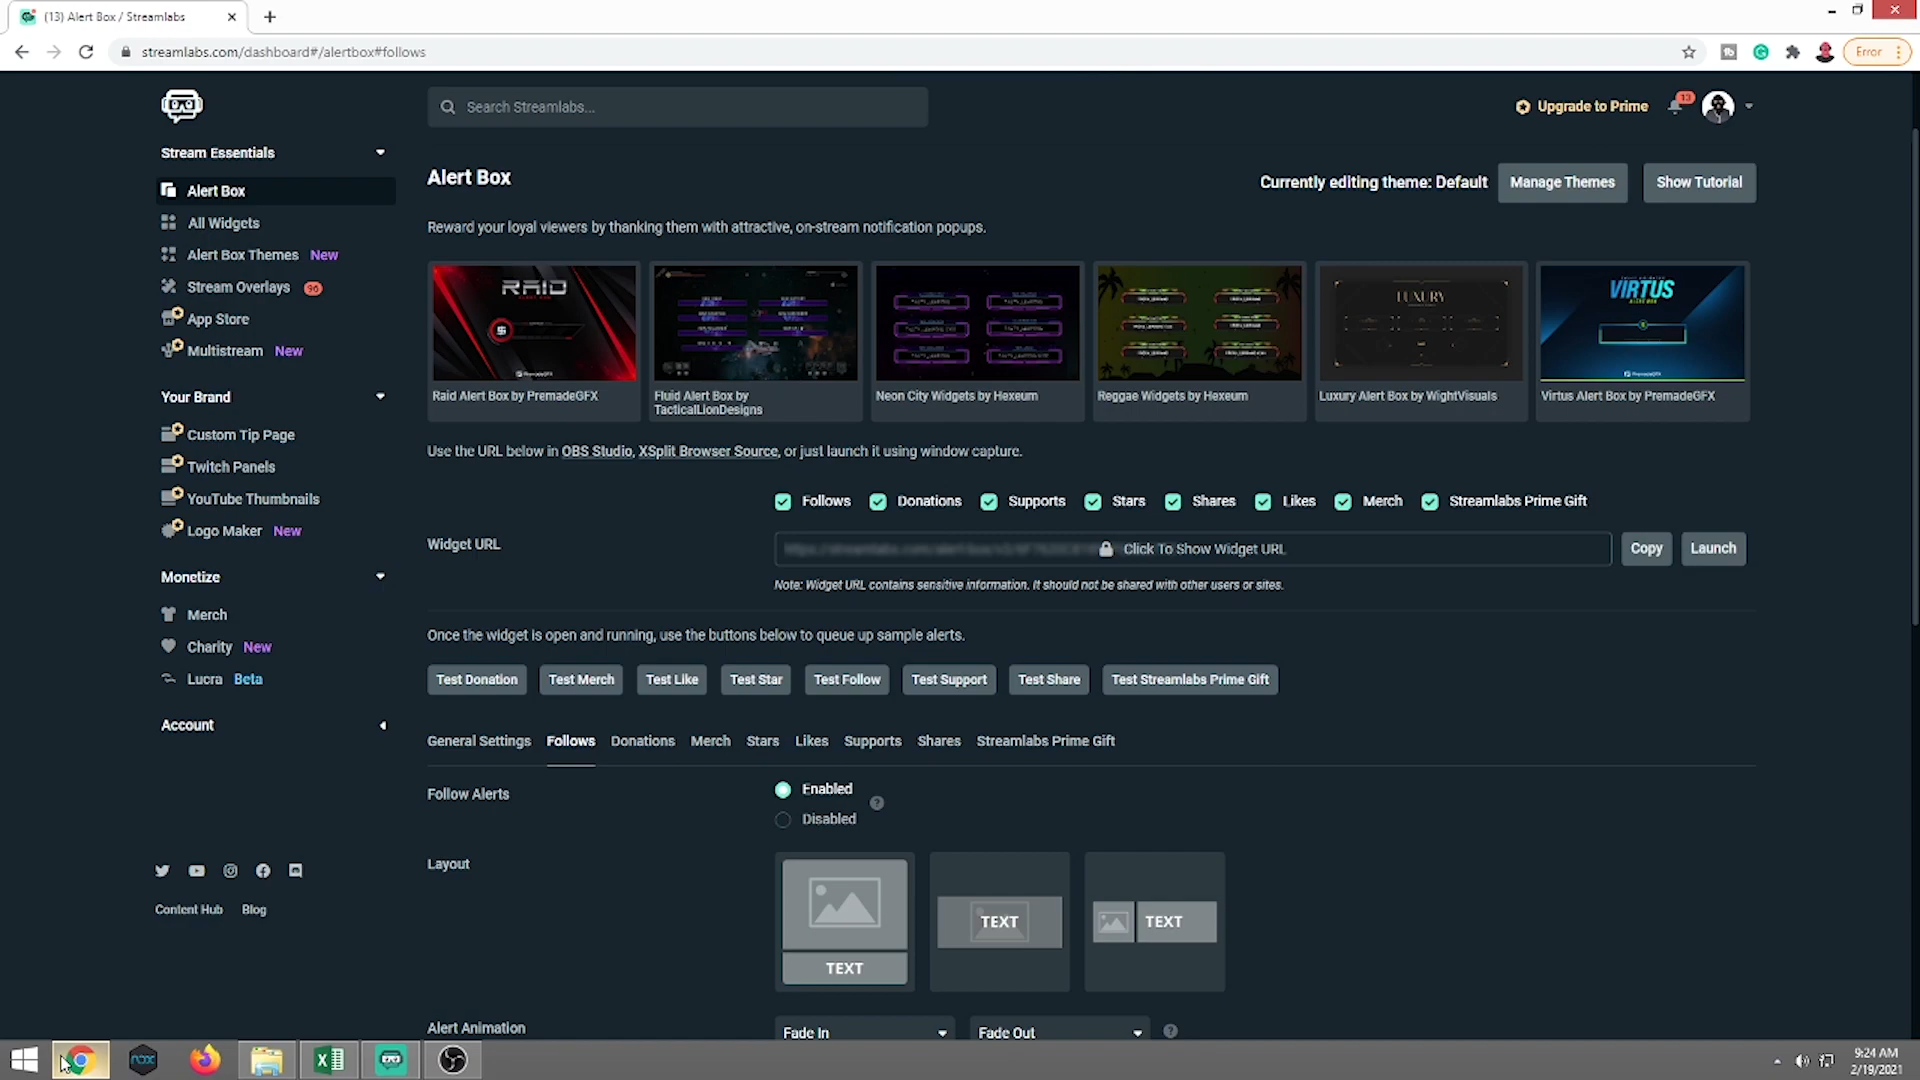 (13) Alert Box / Streamlabs
streamlabs.com/dashboard#/alertbox#follows
Error
Search Streamlabs...
Upgrade to Prime
13
Stream Essentials
Alert Box
All Widgets
Alert Box Themes New
Stream Overlays 96
App Store
Multistream New
Your Brand
Custom Tip Page
Twitch Panels
YouTube Thumbnails
Logo Maker New
Monetize
Merch
Charity New
Lucra Beta
Account
Content Hub Blog
Alert Box
Currently editing theme: Default
Manage Themes
Show Tutorial
Reward your loyal viewers by thanking them with attractive, on-stream notification popups.
RAID
LUXURY
VIRTUS
Raid Alert Box by PremadeGFX
Fluid Alert Box by
TacticalLionDesigns
Neon City Widgets by Hexeum
Reggae Widgets by Hexeum
Luxury Alert Box by WightVisuals
Virtus Alert Box by PremadeGFX
Use the URL below in OBS Studio, XSplit Browser Source, or just launch it using window capture.
Follows Donations Supports Stars Shares Likes Merch Streamlabs Prime Gift
Widget URL
Click To Show Widget URL
Copy
Launch
Note: Widget URL contains sensitive information. It should not be shared with other users or sites.
Once the widget is open and running, use the buttons below to queue up sample alerts.
Test Donation Test Merch Test Like Test Star Test Follow Test Support Test Share Test Streamlabs Prime Gift
General Settings Follows Donations Merch Stars Likes Supports Shares Streamlabs Prime Gift
Follow Alerts
Enabled
Disabled
Layout
TEXT
TEXT
TEXT
Alert Animation
Fade In
Fade Out
nox
9:24 AM
2/19/2021